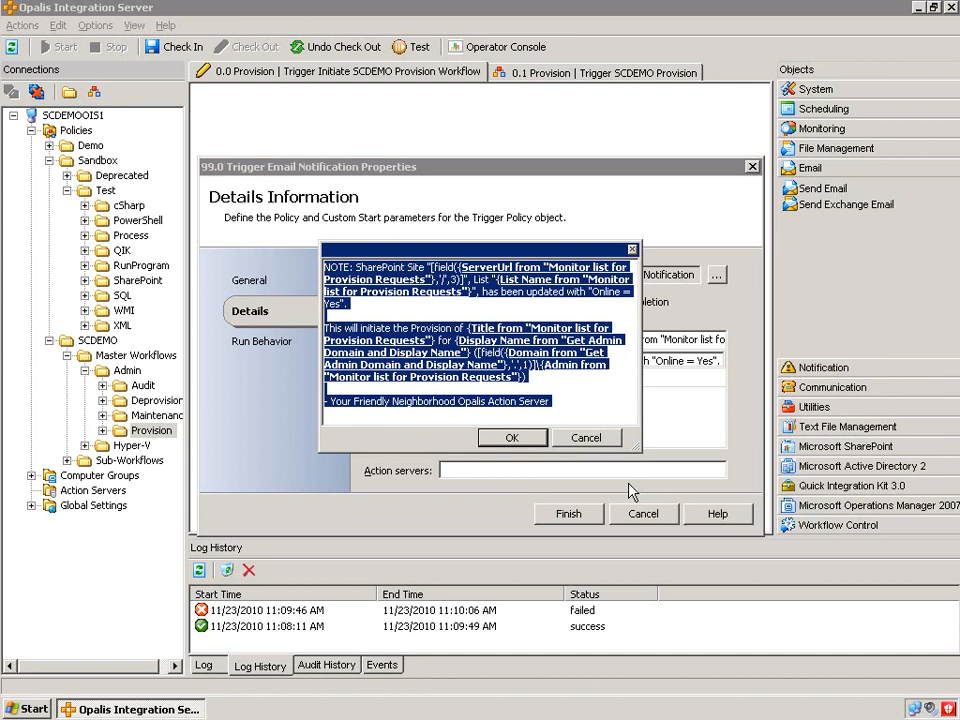 Opalis Integration Server
Actions Edit Options View Help
Start Stop Check In Check Out Undo Check Out Test Operator Console
Connections
0.0 Provision | Trigger Initiate SCDEMO Provision Workflow
0.1 Provision | Trigger SCDEMO Provision
Objects
SCDEMOOIS1
Policies
Demo
Sandbox
Deprecated
Test
cSharp
PowerShell
Process
QIK
RunProgram
SharePoint
SQL
WMI
XML
SCDEMO
Master Workflows
Admin
Audit
Deprovision
Maintenanc
Provision
Hyper-V
Sub-Workflows
Computer Groups
Action Servers
Global Settings
99.0 Trigger Email Notification Properties
Details Information
Define the Policy and Custom Start parameters for the Trigger Policy object.
General
Details
Run Behavior
Notification ...
letion
om "Monitor list fo
h "Online = Yes".
NOTE: SharePoint Site "[field({ServerUrl from "Monitor list for
Provision Requests"},'/',3)]", List "{List Name from "Monitor
list for Provision Requests"}", has been updated with "Online =
Yes".
This will initiate the Provision of {Title from "Monitor list for
Provision Requests"} for {Display Name from "Get Admin
Domain and Display Name"} ([field({Domain from "Get
Admin Domain and Display Name"},'.',1)]\{Admin from
"Monitor list for Provision Requests"})
- Your Friendly Neighborhood Opalis Action Server
OK Cancel
Action servers:
Finish Cancel Help
System
Scheduling
Monitoring
File Management
Email
Send Email
Send Exchange Email
Notification
Communication
Utilities
Text File Management
Microsoft SharePoint
Microsoft Active Directory 2
Quick Integration Kit 3.0
Microsoft Operations Manager 2007
Workflow Control
Log History
Start Time End Time Status
11/23/2010 11:09:46 AM 11/23/2010 11:10:06 AM failed
11/23/2010 11:08:11 AM 11/23/2010 11:09:49 AM success
Log Log History Audit History Events
Start Opalis Integration Se...